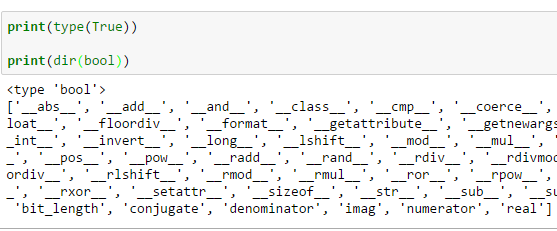 print(type(True))
print(dir(bool))
<type 'bool'>
['__abs__', '__add__', '__and__', '__class__', '__cmp__', '__coerce__',
loat__', '__floordiv__', '__format__', '__getattribute__', '__getnewargs
_int__', '__invert__', '__long__', '__lshift__', '__mod__', '__mul__', '
_', '__pos__', '__pow__', '__radd__', '__rand__', '__rdiv__', '__rdivmod
ordiv__', '__rlshift__', '__rmod__', '__rmul__', '__ror__', '__rpow__',
_', '__rxor__', '__setattr__', '__sizeof__', '__str__', '__sub__', '__su
'bit_length', 'conjugate', 'denominator', 'imag', 'numerator', 'real']